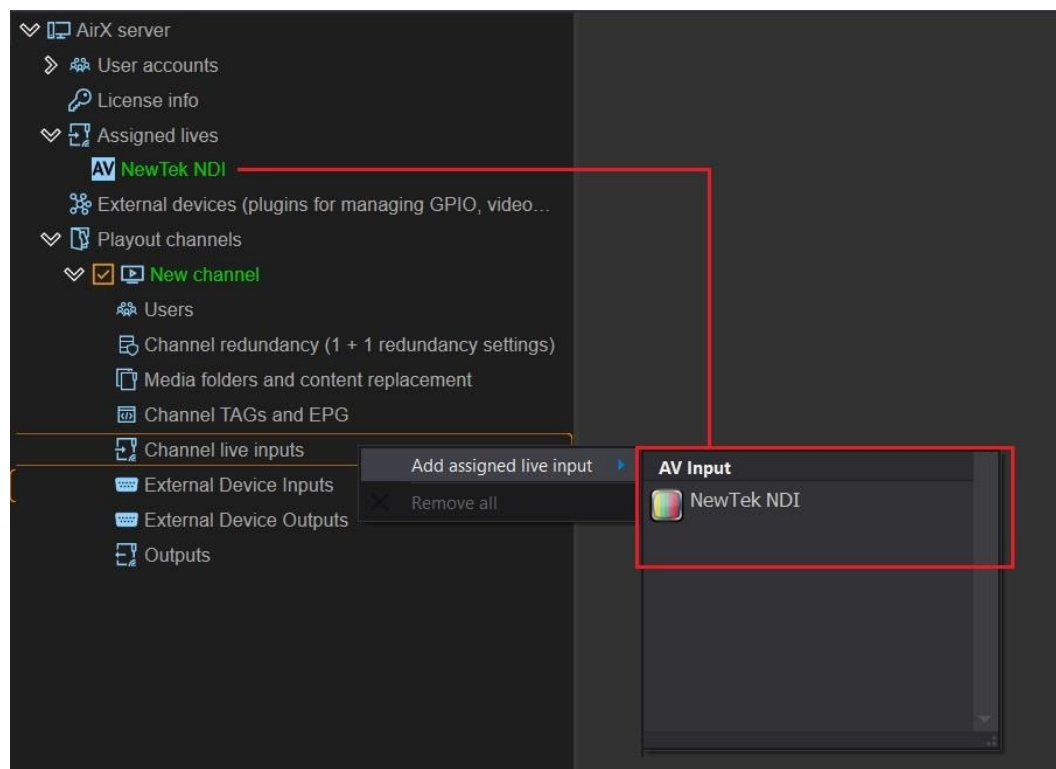 AirX server
User accounts
License info
Assigned lives
AV NewTek NDI
External devices (plugins for managing GPIO, video...
Playout channels
New channel
Users
Channel redundancy (1 + 1 redundancy settings)
Media folders and content replacement
Channel TAGs and EPG
Channel live inputs
Add assigned live input
AV Input
External Device Inputs
Remove all
NewTek NDI
External Device Outputs
Outputs